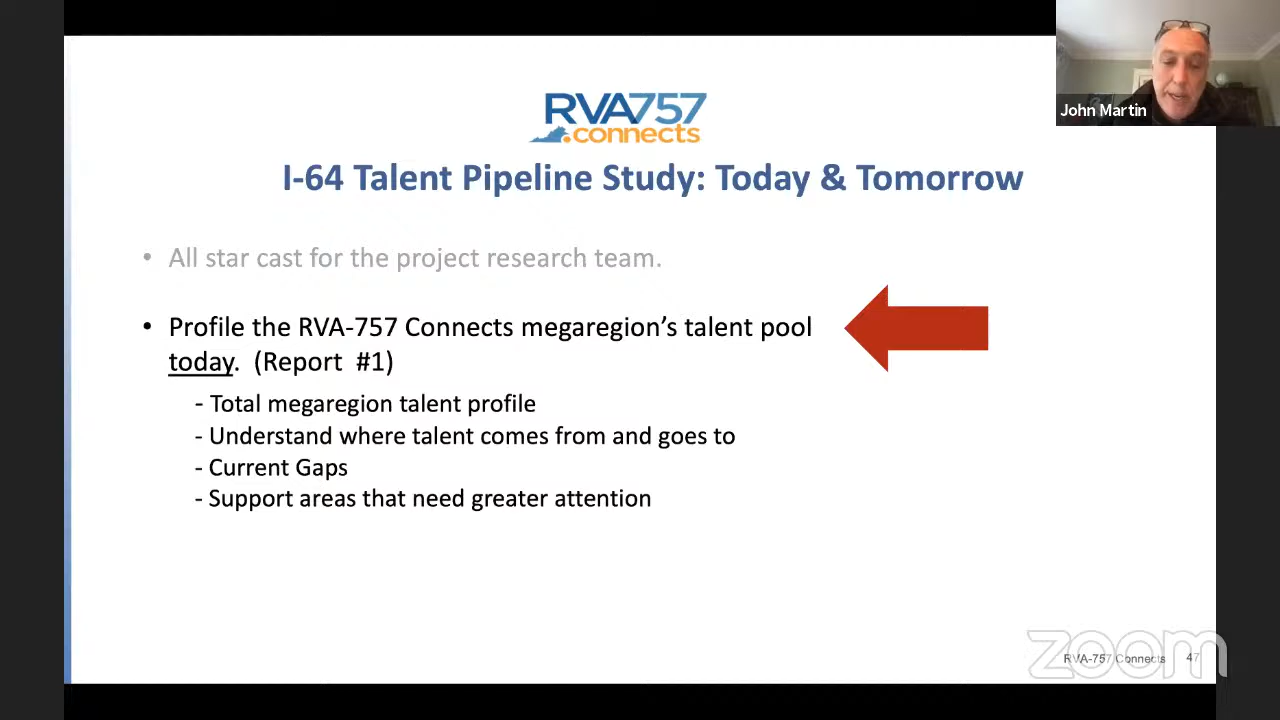 John Martin
RVA757
.connects
I-64 Talent Pipeline Study: Today & Tomorrow
• All star cast for the project research team.
• Profile the RVA-757 Connects megaregion's talent pool
today. (Report #1)
- Total megaregion talent profile
- Understand where talent comes from and goes to
- Current Gaps
- Support areas that need greater attention
zoom
RVA-757 Connects 47